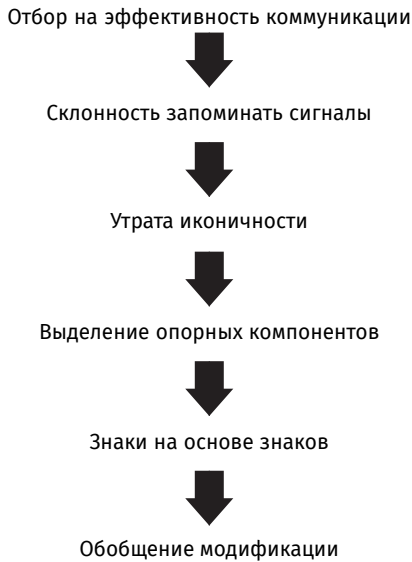 Отбор на эффективность коммуникации
Склонность запоминать сигналы
Утрата иконичности
Выделение опорных компонентов
Знаки на основе знаков
Обобщение модификации